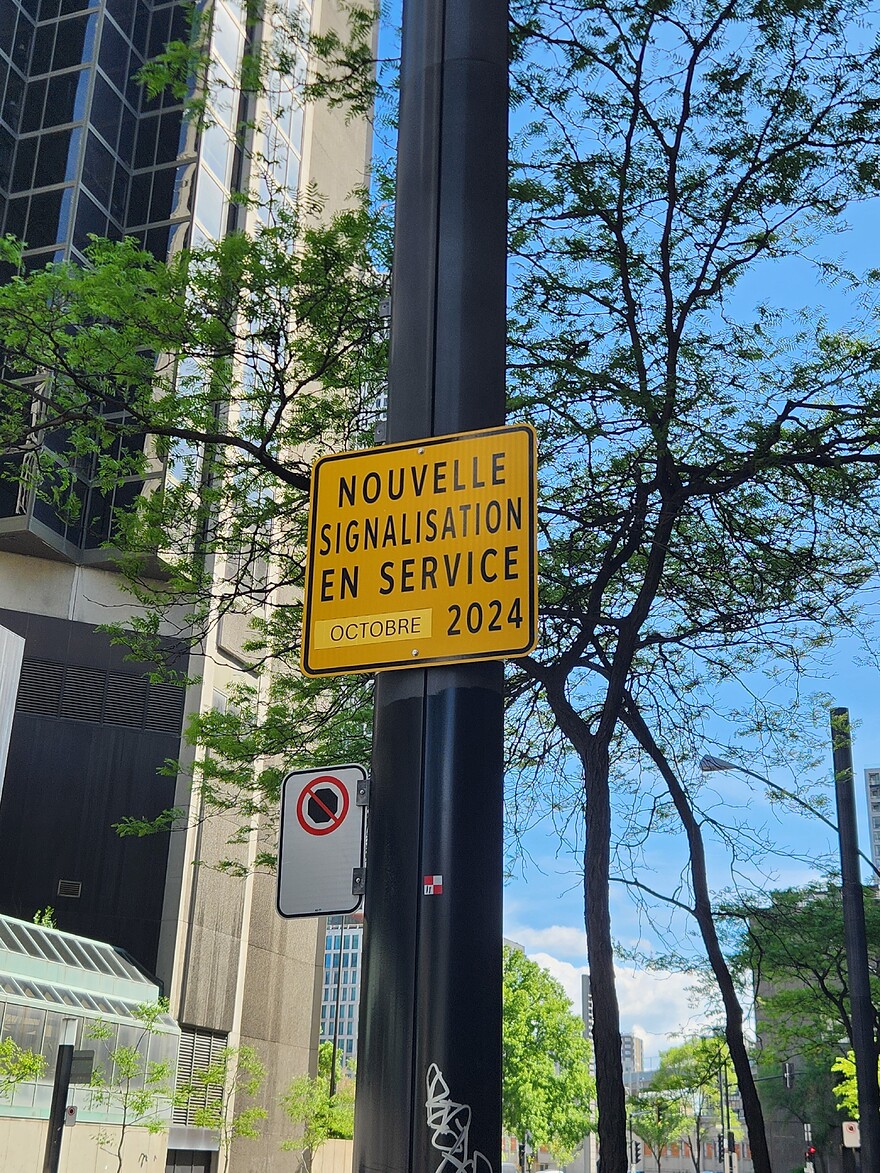 NOUVELLE
SIGNALISATION
EN SERVICE
OCTOBRE 2024